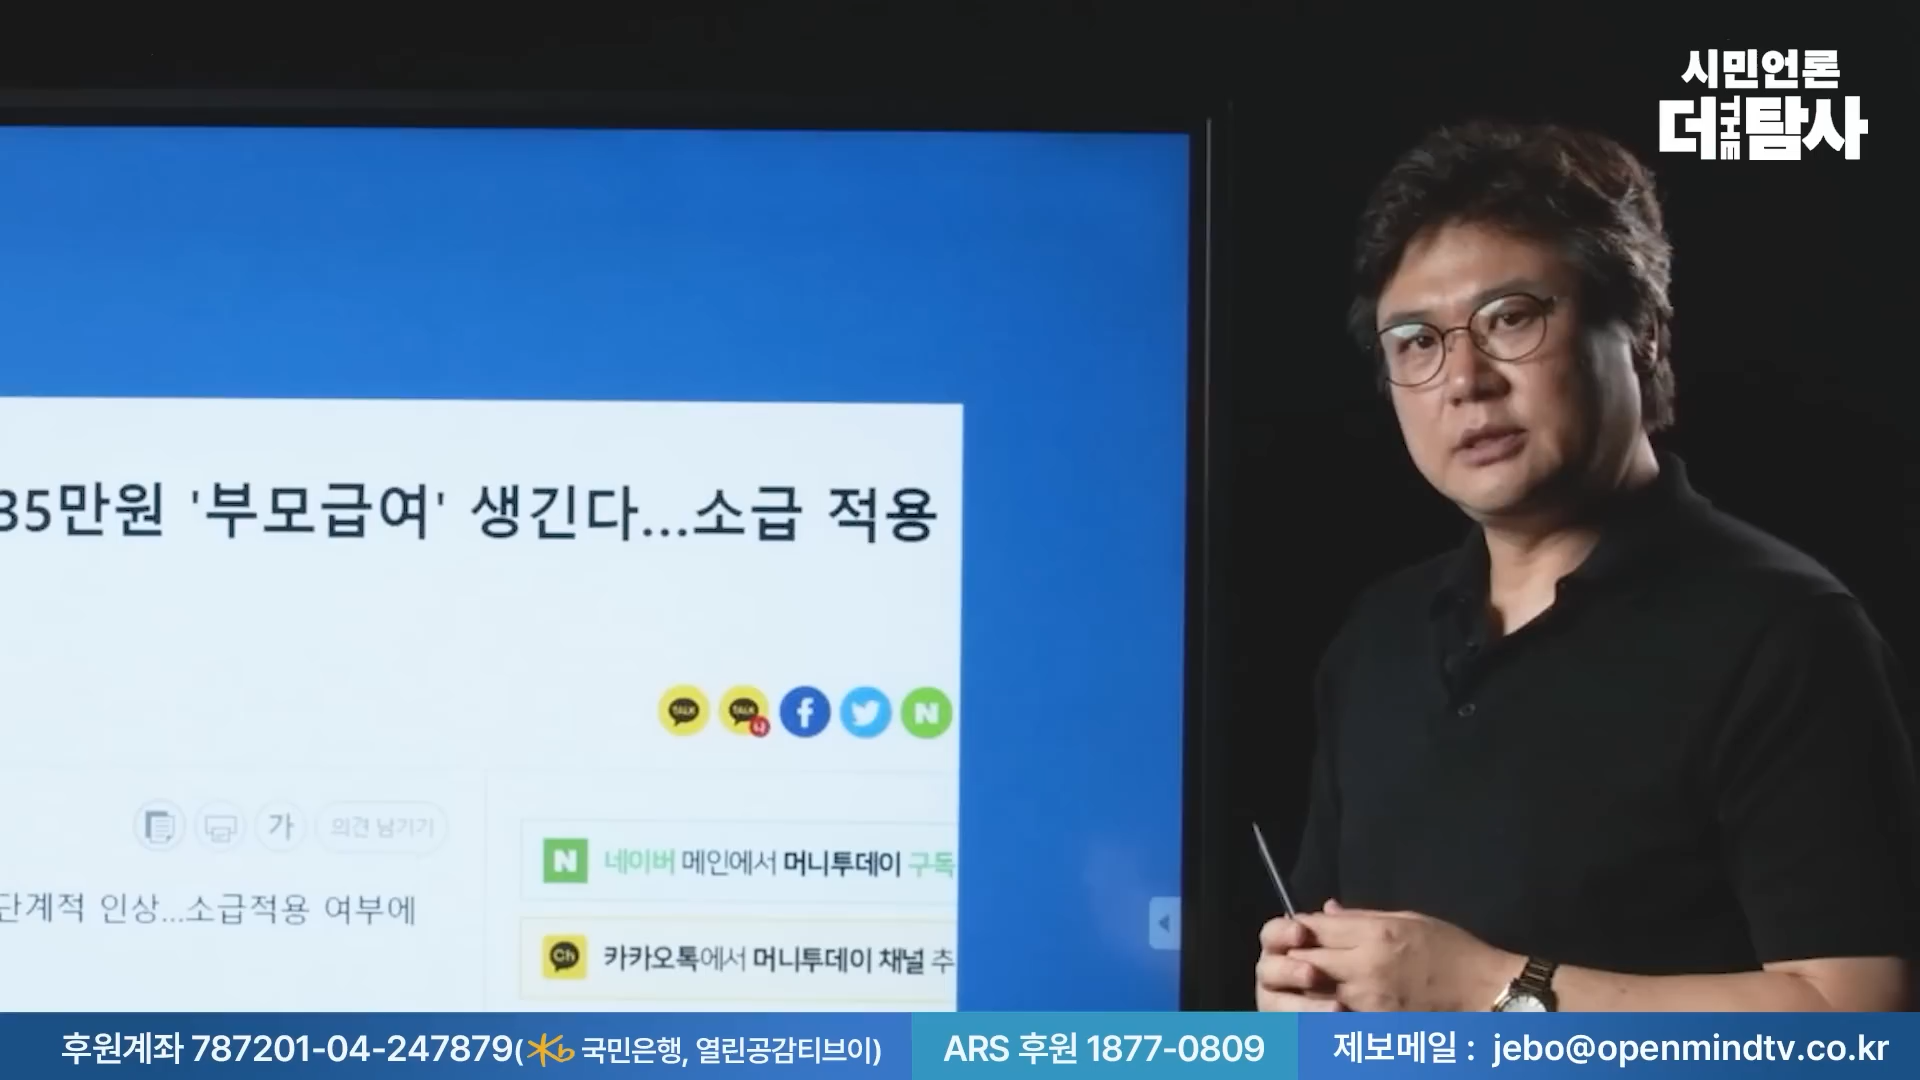 시민언론
더탐사
35만원 '부모급여' 생긴다...소급 적용
TALK
TALK 나
f
N
가 의견 남기기
N 네이버 메인에서 머니투데이 구독
단계적 인상...소급적용 여부에
Ch 카카오톡에서 머니투데이 채널 추
후원계좌 787201-04-247879(국민은행, 열린공감티브이)
ARS 후원 1877-0809
제보메일 : jebo@openmindtv.co.kr